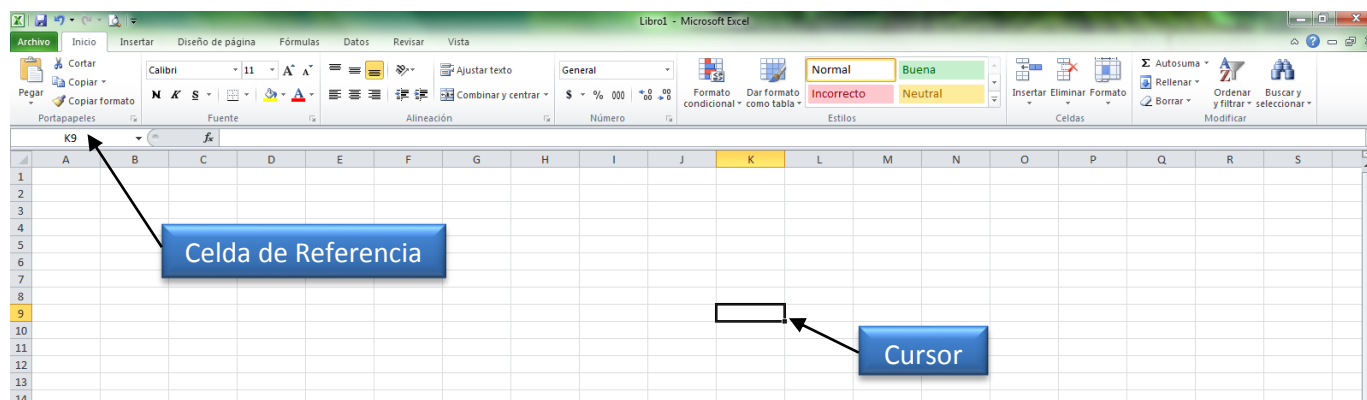 Libro1 - Microsoft Excel
Archivo Inicio Insertar Diseño de página Fórmulas Datos Revisar Vista
Pegar
Cortar
Copiar
Copiar formato
Portapapeles
Calibri 11 A A
N K S A
Fuente
Ajustar texto
Combinar y centrar
Alineación
General
$ % 000
Número
Formato condicional
Dar formato como tabla
Normal Buena
Incorrecto Neutral
Estilos
Insertar Eliminar Formato
Celdas
Σ Autosuma
Rellenar
Borrar
Ordenar y filtrar
Buscar y seleccionar
Modificar
K9 fx
A B C D E F G H I J K L M N O P Q R S
1
2
3
4
5
6
7
8
9
10
11
12
13
14
Celda de Referencia
Cursor